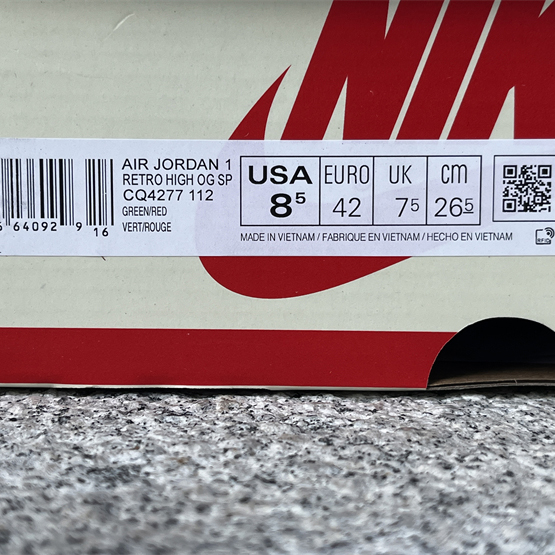 NIK
AIR JORDAN 1
RETRO HIGH OG SP
CQ4277 112
GREEN/RED
VERT/ROUGE
64092 9 16
USA EURO UK cm
8⁵ 42 7⁵ 26⁵
MADE IN VIETNAM / FABRIQUE EN VIETNAM / HECHO EN VIETNAM
RFID